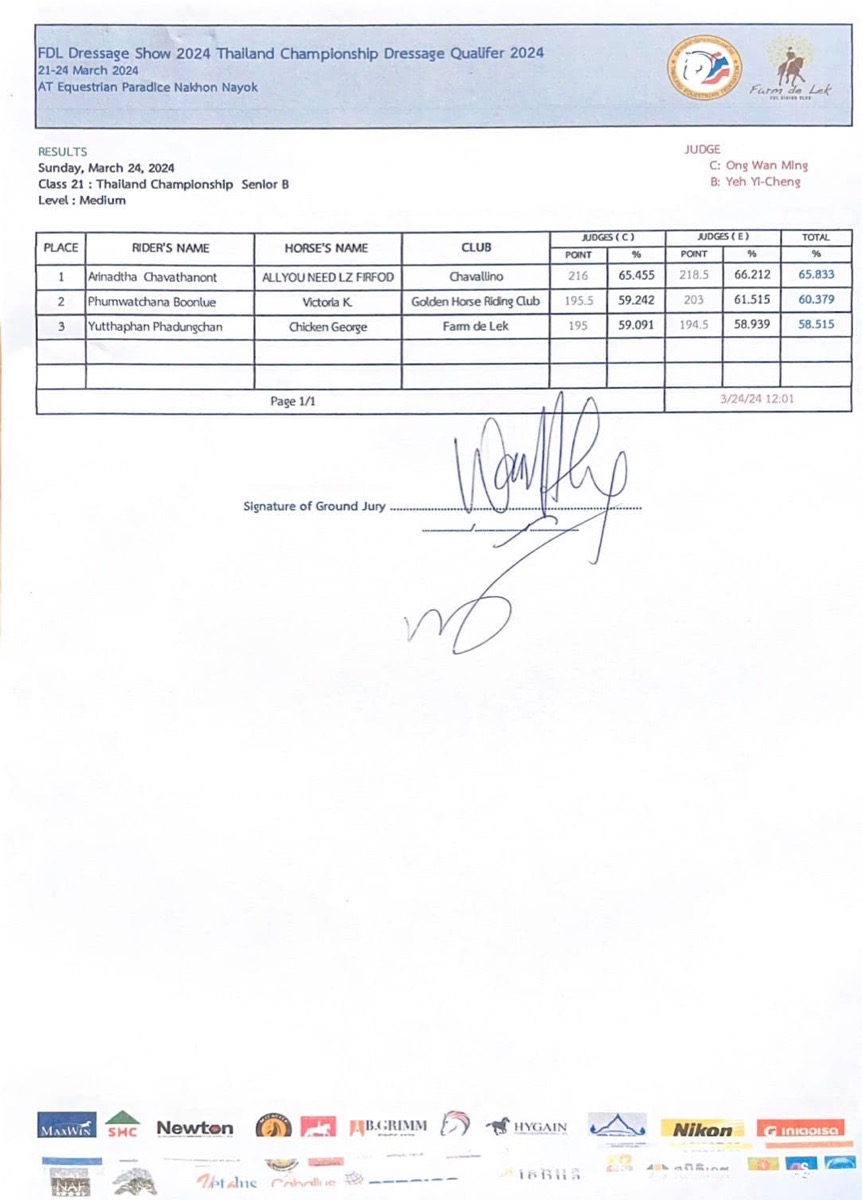 FDL Dressage Show 2024 Thailand Championship Dressage Qualifer 2024
21-24 March 2024
AT Equestrian Paradice Nakhon Nayok
Farm de Lek
RESULTS
Sunday, March 24, 2024
Class 21 : Thailand Championship Senior B
Level : Medium
JUDGE
C: Ong Wan Ming
B: Yeh Yi-Cheng
PLACE RIDER'S NAME HORSE'S NAME CLUB JUDGES ( C ) JUDGES ( E ) TOTAL
POINT % POINT % %
1 Arinadtha Chavathanont ALLYOU NEED LZ FIRFOD Chavallino 216 65.455 218.5 66.212 65.833
2 Phumwatchana Boonlue Victoria K. Golden Horse Riding Club 195.5 59.242 203 61.515 60.379
3 Yutthaphan Phadungchan Chicken George Farm de Lek 195 59.091 194.5 58.939 58.515
Page 1/1 3/24/24 12:01
Signature of Ground Jury
MAXWIN SHC Newton B.GRIMM HYGAIN Nikon
NAF